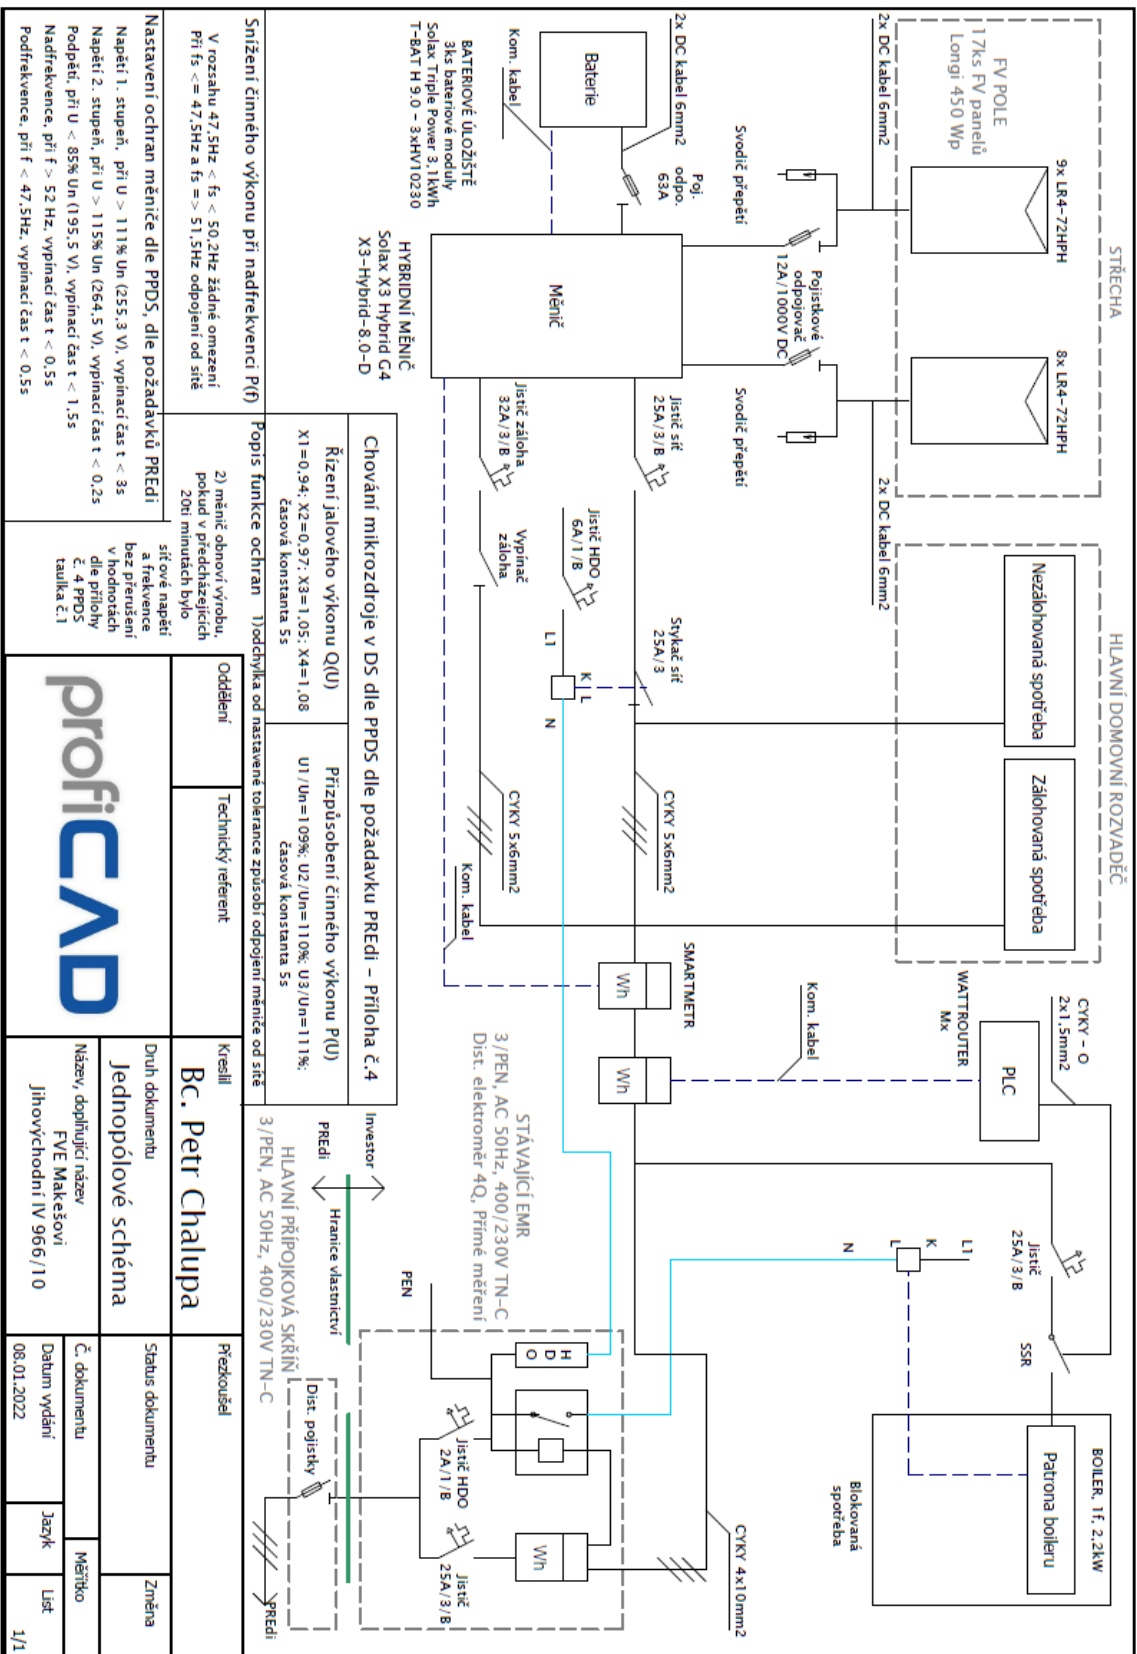 STŘECHA
FV POLE
17ks FV panelů
Longi 450 Wp
9x LR4-72HPH
8x LR4-72HPH
2x DC kabel 6mm2
2x DC kabel 6mm2
2x DC kabel 6mm2
Svodič přepětí
Svodič přepětí
Pojistkové
odpojovač
12A/1000V DC
Poj.
odpo.
63A
Baterie
Kom. kabel
BATERIOVÉ ÚLOŽIŠTĚ
3ks bateriové moduly
Solax Triple Power 3,1kWh
T-BAT H 9.0 - 3xHV10230
Měnič
HYBRIDNÍ MĚNIČ
Solax X3 Hybrid G4
X3-Hybrid-8.0-D
HLAVNÍ DOMOVNÍ ROZVADĚČ
Nezálohovaná spotřeba
Zálohovaná spotřeba
Jistič síť
25A/3/B
Jistič záloha
32A/3/B
Jistič HDO
6A/1/B
Vypínač
záloha
Stykač síť
25A/3
L1
K
L
N
CYKY 5x6mm2
CYKY 5x6mm2
Kom. kabel
SMARTMETR
Wh
Wh
Kom. kabel
WATTROUTER
Mx
PLC
CYKY - O
2x1,5mm2
Jistič
25A/3/B
SSR
L1
K
L
N
BOILER, 1f, 2,2kW
Patrona boileru
Blokovaná
spotřeba
CYKY 4x10mm2
STÁVAJÍCÍ EMR
3/PEN, AC 50Hz, 400/230V TN-C
Dist. elektroměr 4Q, Přímé měření
PEN
H
D
O
Jistič HDO
2A/1/B
Wh
Jistič
25A/3/B
Investor
PREdi
Hranice vlastnictví
HLAVNÍ PŘÍPOJKOVÁ SKŘÍŇ
3/PEN, AC 50Hz, 400/230V TN-C
Dist. pojistky
PREdi
Chování mikrozdroje v DS dle PPDS dle požadavku PREdi - Příloha č.4
Řízení jalového výkonu Q(U)
X1=0,94; X2=0,97; X3=1,05; X4=1,08
časová konstanta 5s
Přizpůsobení činného výkonu P(U)
U1/Un=109%; U2/Un=110%; U3/Un=111%;
časová konstanta 5s
Snížení činného výkonu při nadfrekvenci P(f)
V rozsahu 47,5Hz < fs < 50,2Hz žádné omezení
Při fs <= 47,5Hz a fs => 51,5Hz odpojení od sítě
Popis funkce ochran
1)odchylka od nastavené tolerance způsobí odpojení měniče od sítě
2) měnič obnoví výrobu,
pokud v předcházejících
20ti minutách bylo
síťové napětí
a frekvence
bez přerušení
v hodnotách
dle přílohy
č. 4 PPDS
taulka č.1
Nastavení ochran měniče dle PPDS, dle požadavků PREdi
Napětí 1. stupeň, při U > 111% Un (255,3 V), vypínací čas t < 3s
Napětí 2. stupeň, při U > 115% Un (264,5 V), vypínací čas t < 0,2s
Podpětí, při U < 85% Un (195,5 V), vypínací čas t < 1,5s
Nadfrekvence, při f > 52 Hz, vypínací čas t < 0,5s
Podfrekvence, při f < 47,5Hz, vypínací čas t < 0,5s
Oddělení
Technický referent
Kreslil
Bc. Petr Chalupa
Přezkoušel
profiCAD
Druh dokumentu
Jednopólové schéma
Status dokumentu
Název, doplňující název
FVE Makešovi
Jihovýchodní IV 966/10
Č. dokumentu
Změna
Datum vydání
08.01.2022
Jazyk
Měřítko
List
1/1